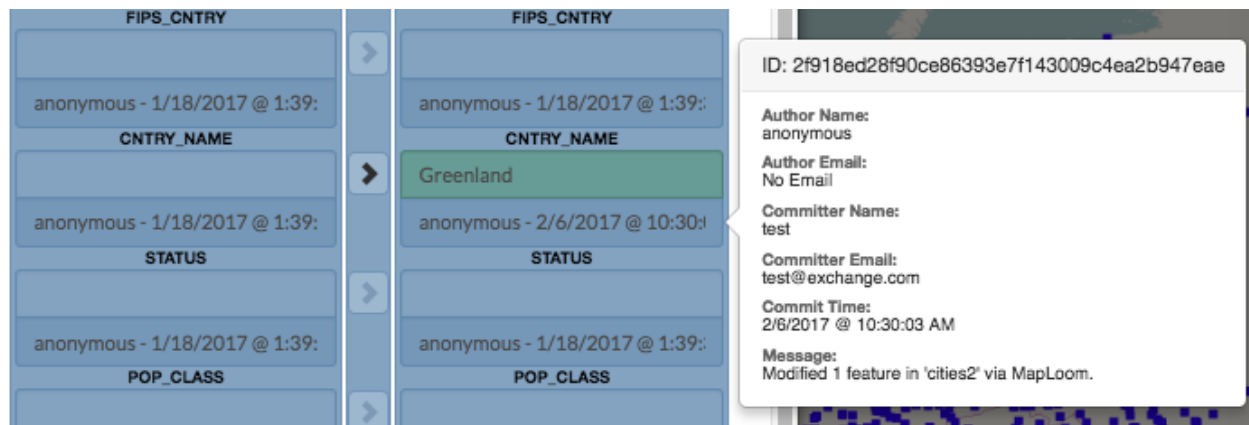 FIPS_CNTRY
FIPS_CNTRY
anonymous - 1/18/2017 @ 1:39:
anonymous - 1/18/2017 @ 1:39:
CNTRY_NAME
CNTRY_NAME
Greenland
anonymous - 1/18/2017 @ 1:39:
anonymous - 2/6/2017 @ 10:30:
STATUS
STATUS
anonymous - 1/18/2017 @ 1:39:
anonymous - 1/18/2017 @ 1:39:
POP_CLASS
POP_CLASS
ID: 2f918ed28f90ce86393e7f143009c4ea2b947eae
Author Name:
anonymous
Author Email:
No Email
Committer Name:
test
Committer Email:
test@exchange.com
Commit Time:
2/6/2017 @ 10:30:03 AM
Message:
Modified 1 feature in 'cities2' via MapLoom.